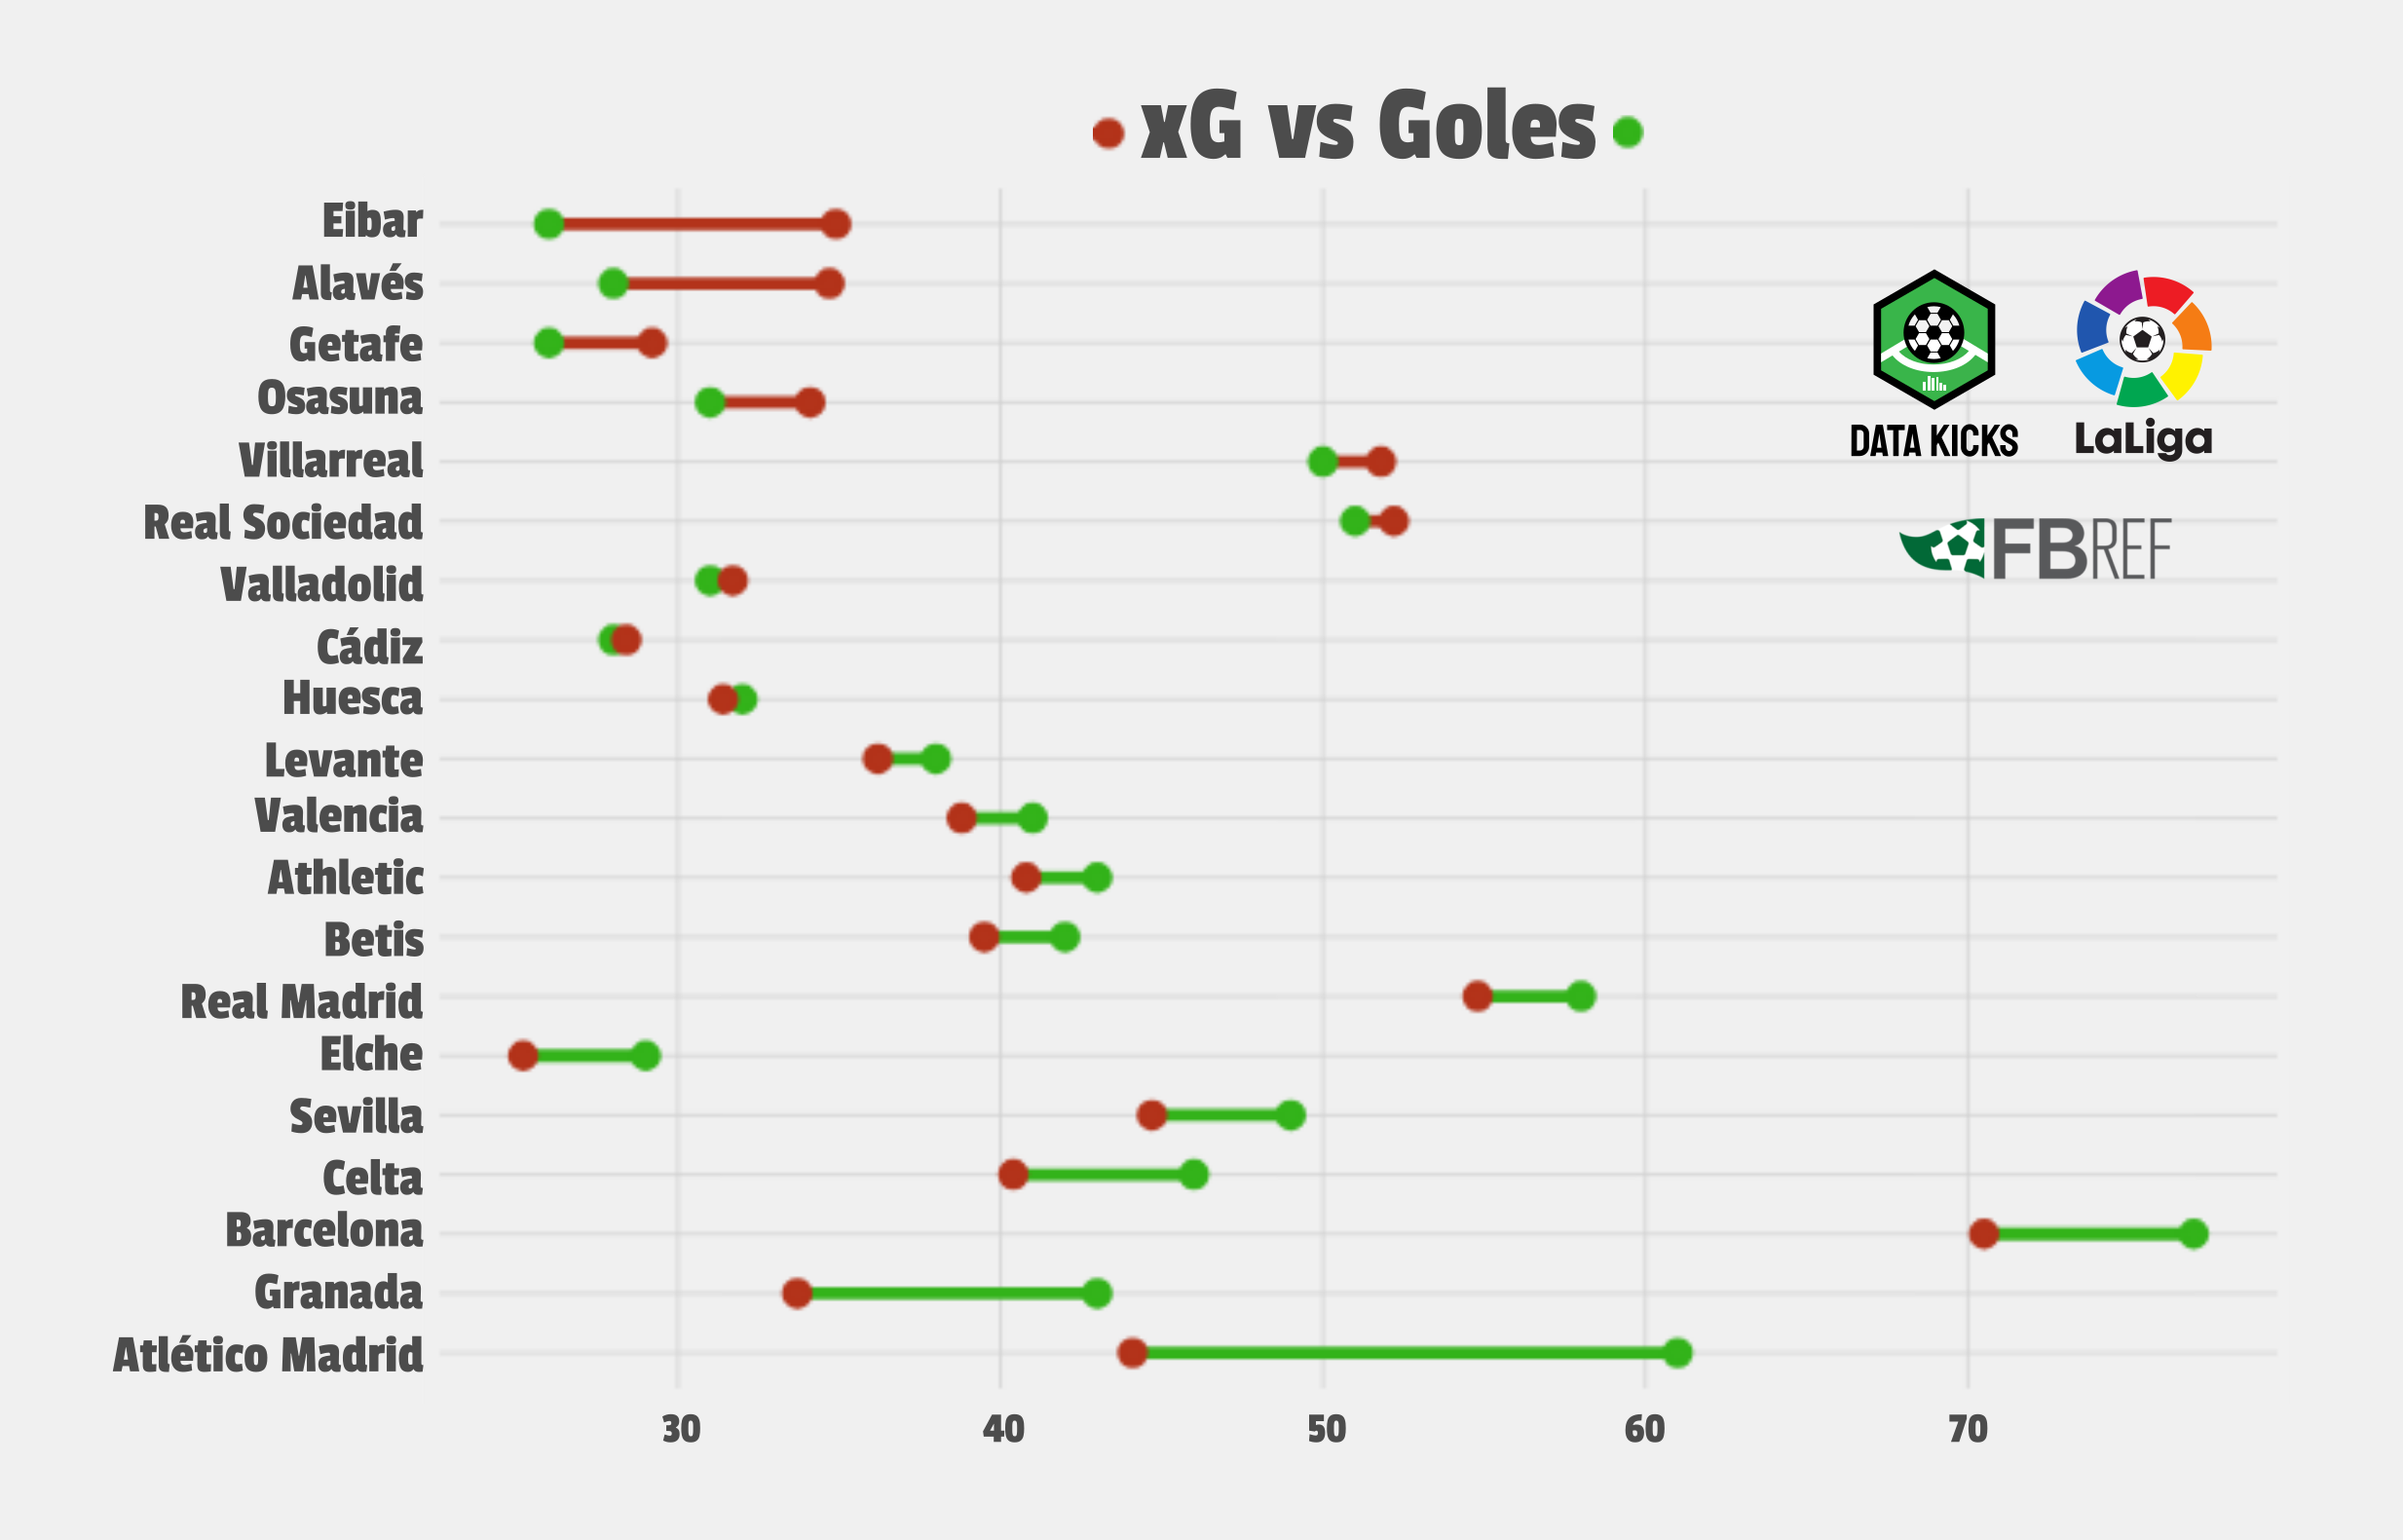 xG vs Goles
Eibar
Alavés
Getafe
Osasuna
Villarreal
Real Sociedad
Valladolid
Cádiz
Huesca
Levante
Valencia
Athletic
Betis
Real Madrid
Elche
Sevilla
Celta
Barcelona
Granada
Atlético Madrid
30 40 50 60 70
DATA KICKS
LaLiga
FBREF